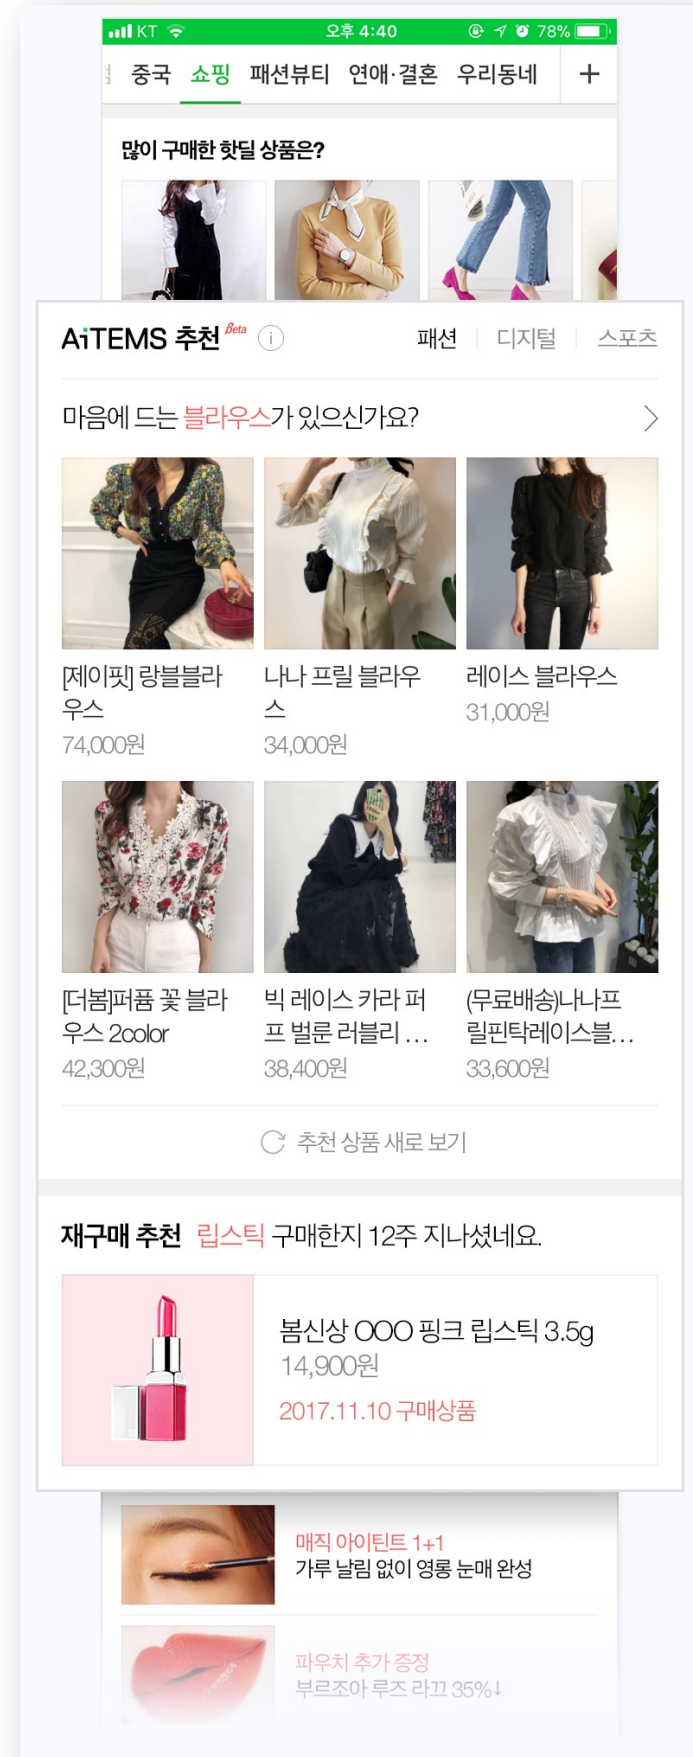 KT 오후 4:40 78%
중국 쇼핑 패션뷰티 연애·결혼 우리동네 +
많이 구매한 핫딜 상품은?
AiTEMS 추천 Beta i 패션 디지털 스포츠
마음에 드는 블라우스가 있으신가요?
[제이핏] 랑블블라
우스
74,000원
나나 프릴 블라우
스
34,000원
레이스 블라우스
31,000원
[더봄]퍼퓸 꽃 블라
우스 2color
42,300원
빅 레이스 카라 퍼
프 벌룬 러블리 ...
38,400원
(무료배송)나나프
릴핀탁레이스블...
33,600원
추천 상품 새로 보기
재구매 추천 립스틱 구매한지 12주 지나셨네요.
봄신상 OOO 핑크 립스틱 3.5g
14,900원
2017.11.10 구매상품
매직 아이틴트 1+1
가루 날림 없이 영롱 눈매 완성
파우치 추가 증정
부르조아 루즈 라끄 35%↓